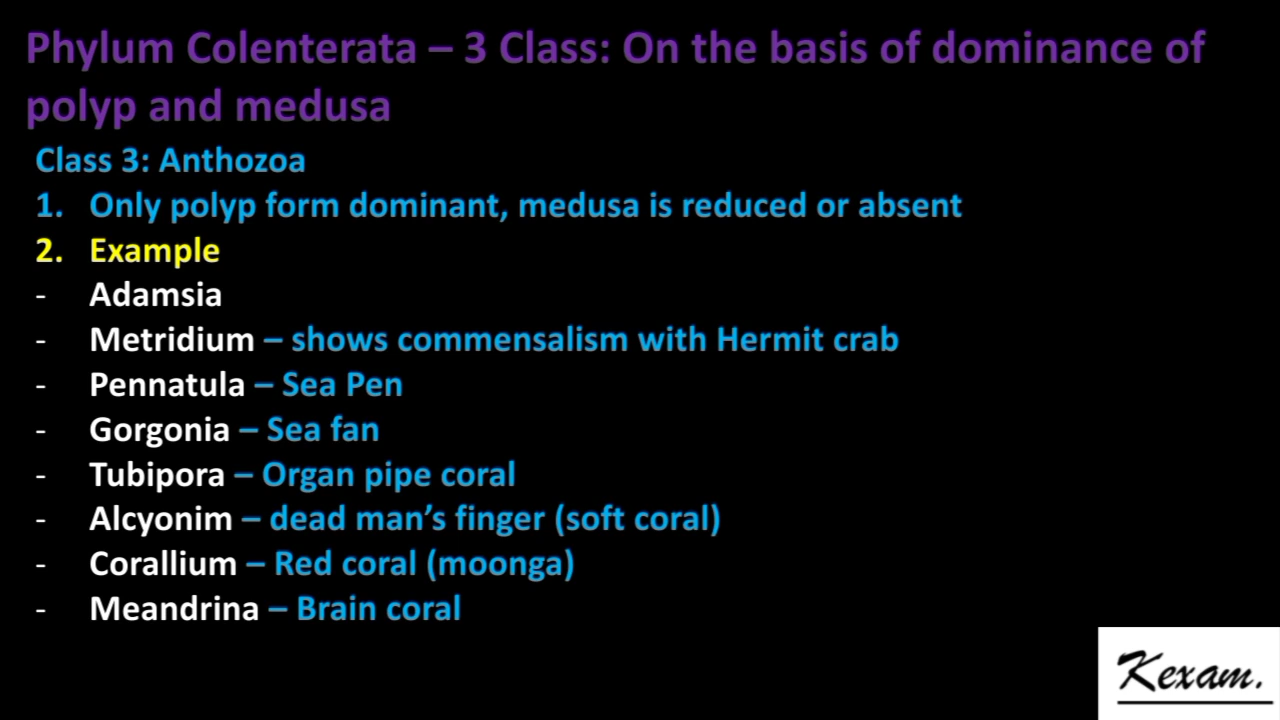 Phylum Colenterata – 3 Class: On the basis of dominance of
polyp and medusa
Class 3: Anthozoa
1. Only polyp form dominant, medusa is reduced or absent
2. Example
- Adamsia
- Metridium – shows commensalism with Hermit crab
- Pennatula – Sea Pen
- Gorgonia – Sea fan
- Tubipora – Organ pipe coral
- Alcyonim – dead man’s finger (soft coral)
- Corallium – Red coral (moonga)
- Meandrina – Brain coral
Kexam.